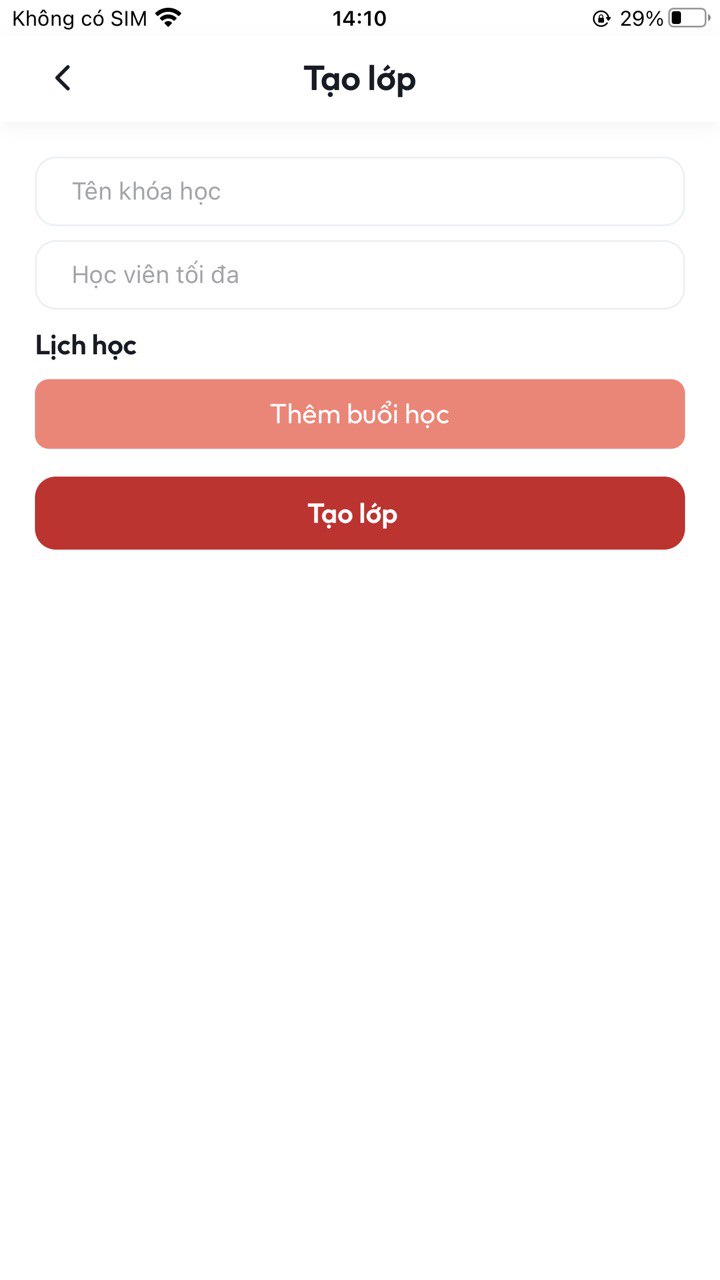 Không có SIM 14:10 29%
Tạo lớp
Tên khóa học
Học viên tối đa
Lịch học
Thêm buổi học
Tạo lớp